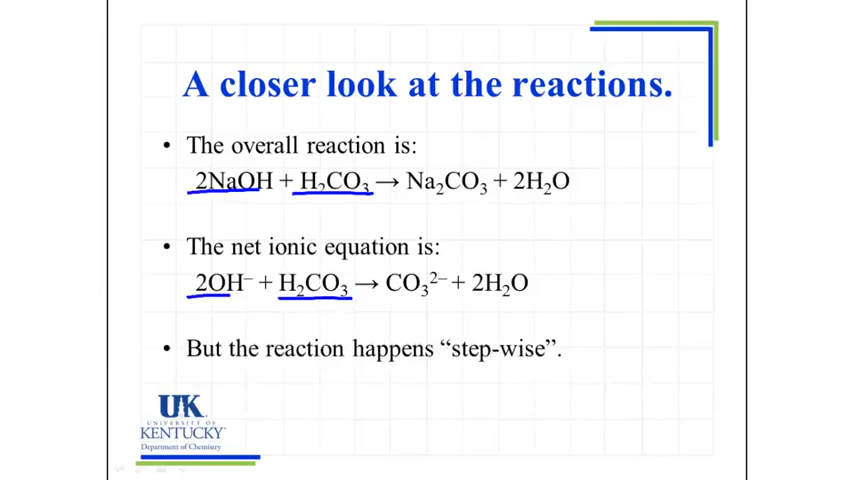 A closer look at the reactions.
• The overall reaction is:
2NaOH + H₂CO₃ → Na₂CO₃ + 2H₂O
• The net ionic equation is:
2OH⁻ + H₂CO₃ → CO₃²⁻ + 2H₂O
• But the reaction happens “step-wise”.
UK
UNIVERSITY OF
KENTUCKY™
Department of Chemistry